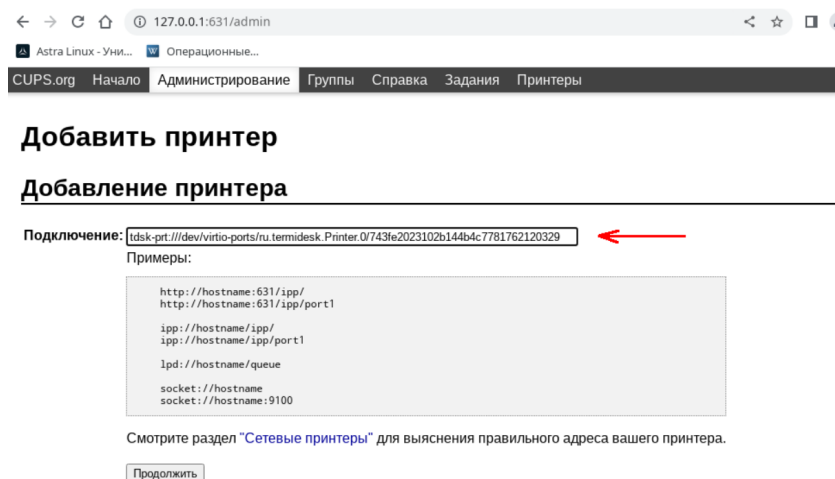 127.0.0.1:631/admin
Astra Linux - Уни... Операционные...
CUPS.org Начало Администрирование Группы Справка Задания Принтеры
Добавить принтер
Добавление принтера
Подключение: tdsk-prt:///dev/virtio-ports/ru.termidesk.Printer.0/743fe2023102b144b4c7781762120329
Примеры:
http://hostname:631/ipp/
http://hostname:631/ipp/port1
ipp://hostname/ipp/
ipp://hostname/ipp/port1
lpd://hostname/queue
socket://hostname
socket://hostname:9100
Смотрите раздел "Сетевые принтеры" для выяснения правильного адреса вашего принтера.
Продолжить